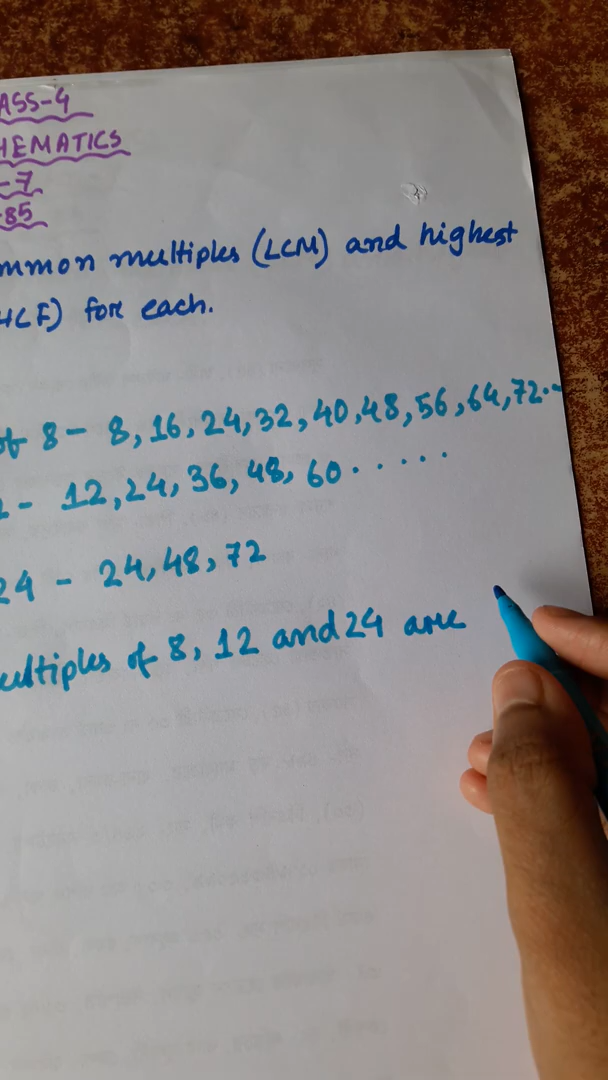 ASS-4
HEMATICS
-7
85
mmon multiples (LCM) and highest
HCF) for each.
of 8 - 8, 16, 24, 32, 40, 48, 56, 64, 72..
2 - 12, 24, 36, 48, 60.....
24 - 24, 48, 72
ultiples of 8, 12 and 24 are